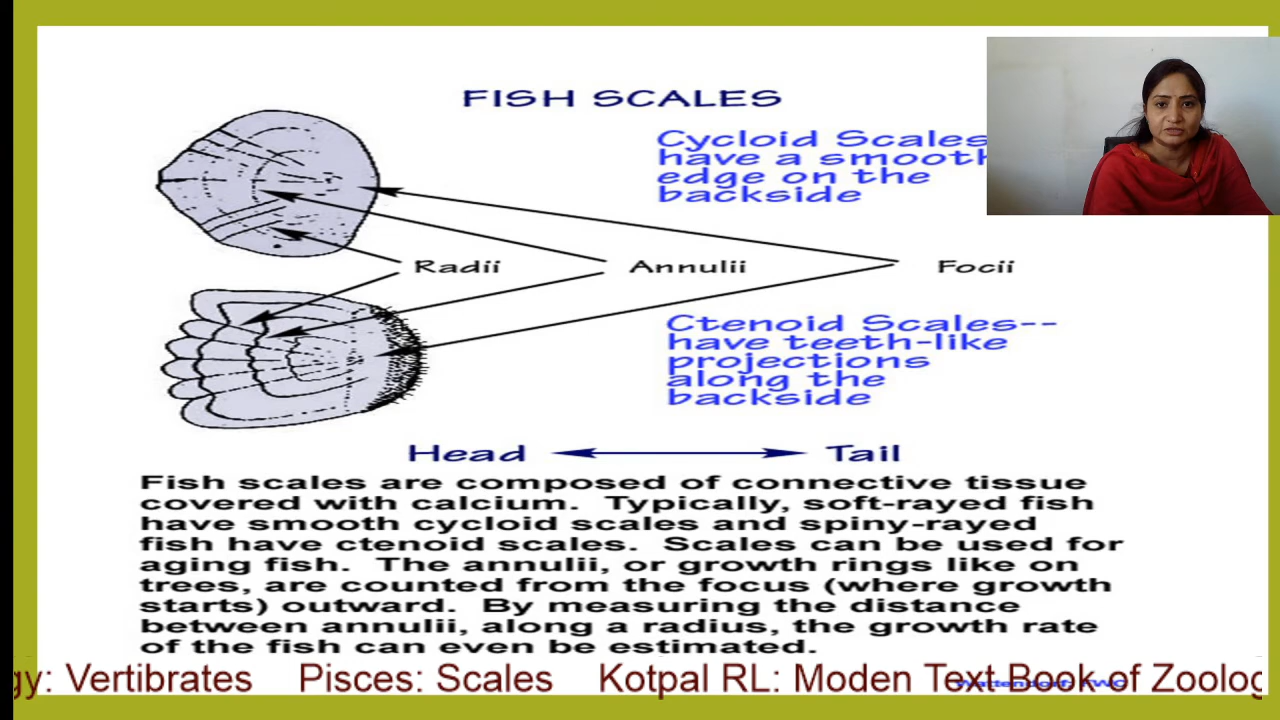 FISH SCALES
Cycloid Scales
have a smooth
edge on the
backside
Radii
Annulii
Focii
Ctenoid Scales--
have teeth-like
projections
along the
backside
Head
Tail
Fish scales are composed of connective tissue
covered with calcium. Typically, soft-rayed fish
have smooth cycloid scales and spiny-rayed
fish have ctenoid scales. Scales can be used for
aging fish. The annulii, or growth rings like on
trees, are counted from the focus (where growth
starts) outward. By measuring the distance
between annulii, along a radius, the growth rate
of the fish can even be estimated.
gy: Vertibrates Pisces: Scales Kotpal RL: Moden Text Book of Zoolog